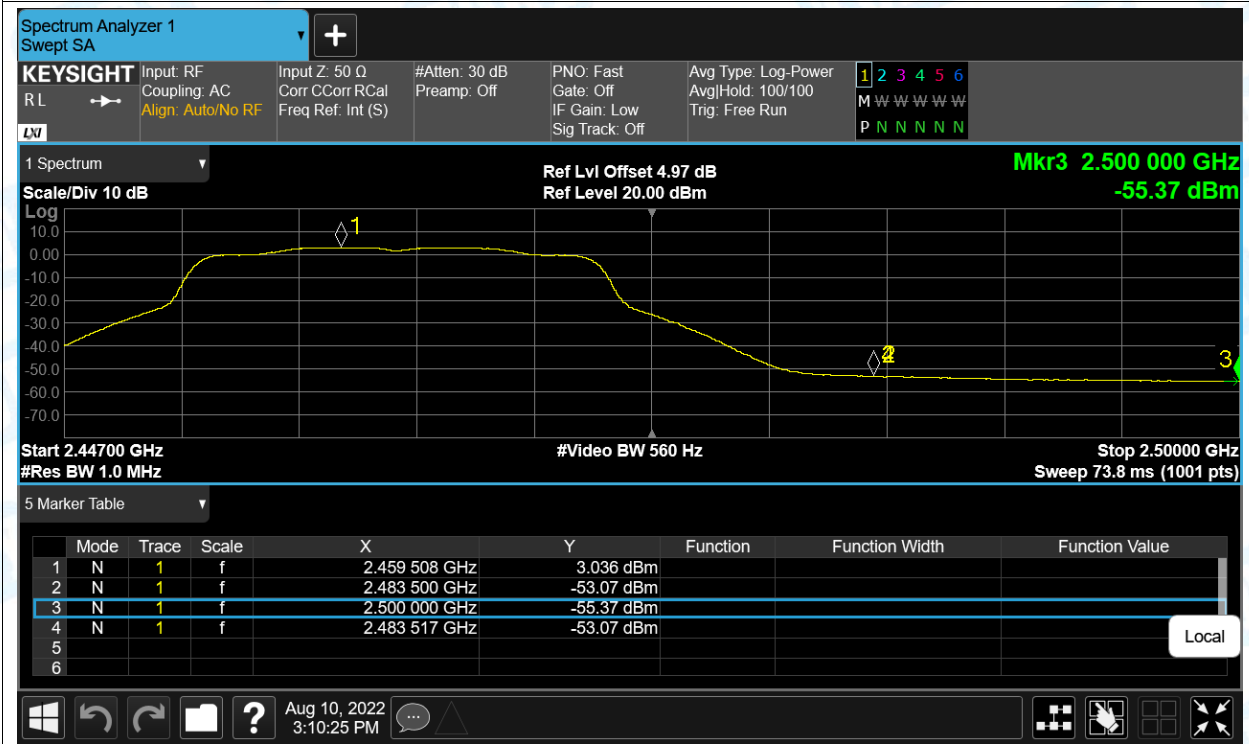 Spectrum Analyzer 1
Swept SA
+
KEYSIGHT
R L
LXI
Input: RF
Coupling: AC
Align: Auto/No RF
Input Z: 50 Ω
Corr CCorr RCal
Freq Ref: Int (S)
#Atten: 30 dB
Preamp: Off
PNO: Fast
Gate: Off
IF Gain: Low
Sig Track: Off
Avg Type: Log-Power
Avg|Hold: 100/100
Trig: Free Run
1 2 3 4 5 6
M W W W W W
P N N N N N
1 Spectrum
Scale/Div 10 dB
Ref Lvl Offset 4.97 dB
Ref Level 20.00 dBm
Mkr3 2.500 000 GHz
-55.37 dBm
Log
10.0
0.00
-10.0
-20.0
-30.0
-40.0
-50.0
-60.0
-70.0
1
3
Start 2.44700 GHz
#Video BW 560 Hz
Stop 2.50000 GHz
#Res BW 1.0 MHz
Sweep 73.8 ms (1001 pts)
5 Marker Table
Mode Trace Scale X Y Function Function Width Function Value
1 N 1 f 2.459 508 GHz 3.036 dBm
2 N 1 f 2.483 500 GHz -53.07 dBm
3 N 1 f 2.500 000 GHz -55.37 dBm
4 N 1 f 2.483 517 GHz -53.07 dBm
5
6
Local
?
Aug 10, 2022
3:10:25 PM